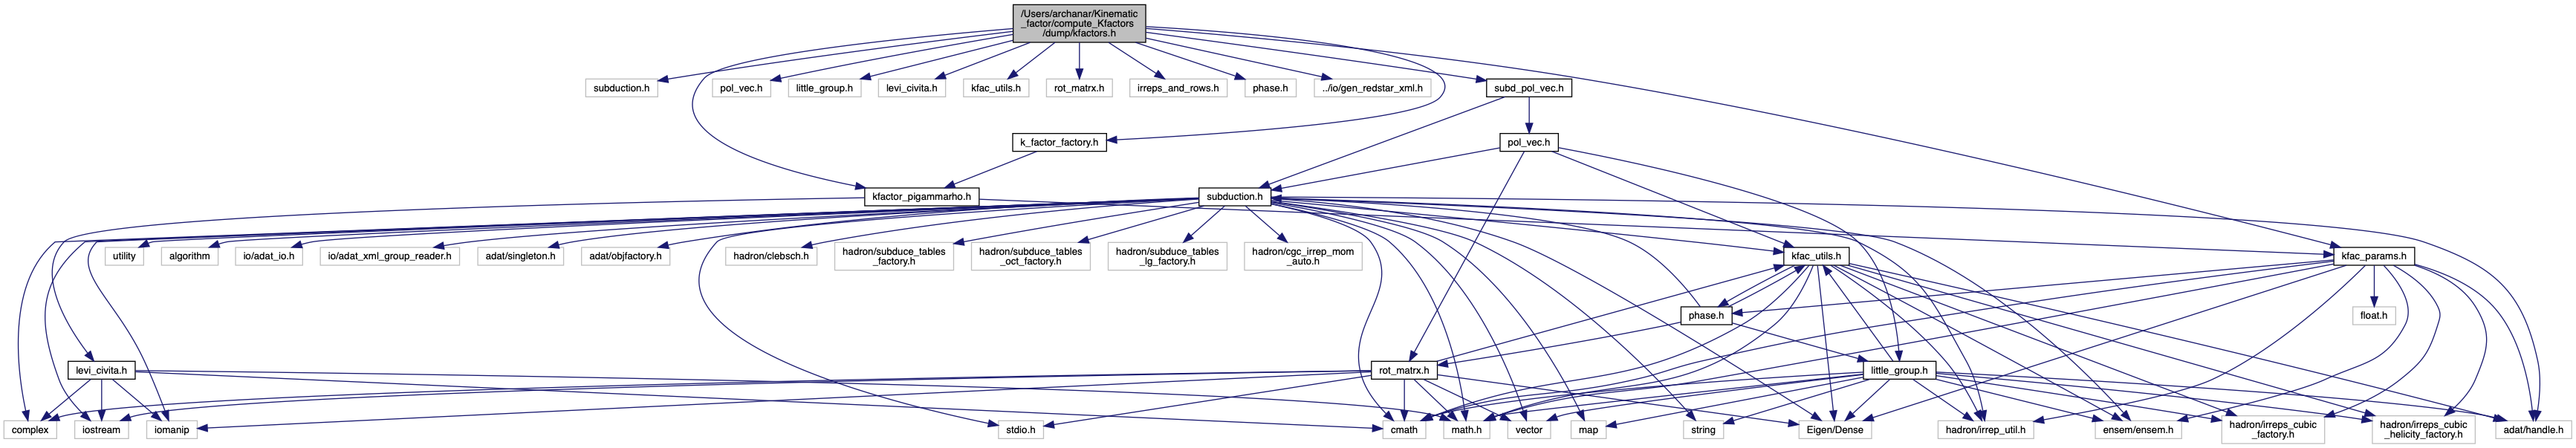 /Users/archanar/Kinematic
_factor/compute_Kfactors
/dump/kfactors.h
subduction.h
pol_vec.h
little_group.h
levi_civita.h
kfac_utils.h
rot_matrx.h
irreps_and_rows.h
phase.h
../io/gen_redstar_xml.h
subd_pol_vec.h
k_factor_factory.h
pol_vec.h
kfactor_pigammarho.h
subduction.h
utility
algorithm
io/adat_io.h
io/adat_xml_group_reader.h
adat/singleton.h
adat/objfactory.h
hadron/clebsch.h
hadron/subduce_tables
_factory.h
hadron/subduce_tables
_oct_factory.h
hadron/subduce_tables
_lg_factory.h
hadron/cgc_irrep_mom
_auto.h
kfac_utils.h
kfac_params.h
phase.h
float.h
levi_civita.h
rot_matrx.h
little_group.h
complex
iostream
iomanip
stdio.h
cmath
math.h
vector
map
string
Eigen/Dense
hadron/irrep_util.h
ensem/ensem.h
hadron/irreps_cubic
_factory.h
hadron/irreps_cubic
_helicity_factory.h
adat/handle.h